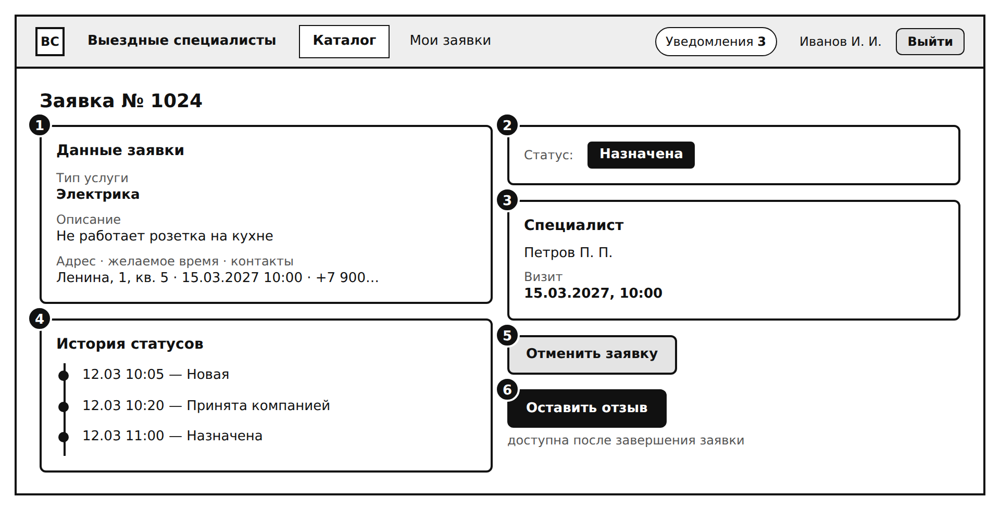 ВС Выездные специалисты Каталог Мои заявки Уведомления 3 Иванов И. И. Выйти
Заявка № 1024
1
Данные заявки
Тип услуги
Электрика
Описание
Не работает розетка на кухне
Адрес · желаемое время · контакты
Ленина, 1, кв. 5 · 15.03.2027 10:00 · +7 900…
2
Статус: Назначена
3
Специалист
Петров П. П.
Визит
15.03.2027, 10:00
4
История статусов
12.03 10:05 — Новая
12.03 10:20 — Принята компанией
12.03 11:00 — Назначена
5
Отменить заявку
6
Оставить отзыв
доступна после завершения заявки